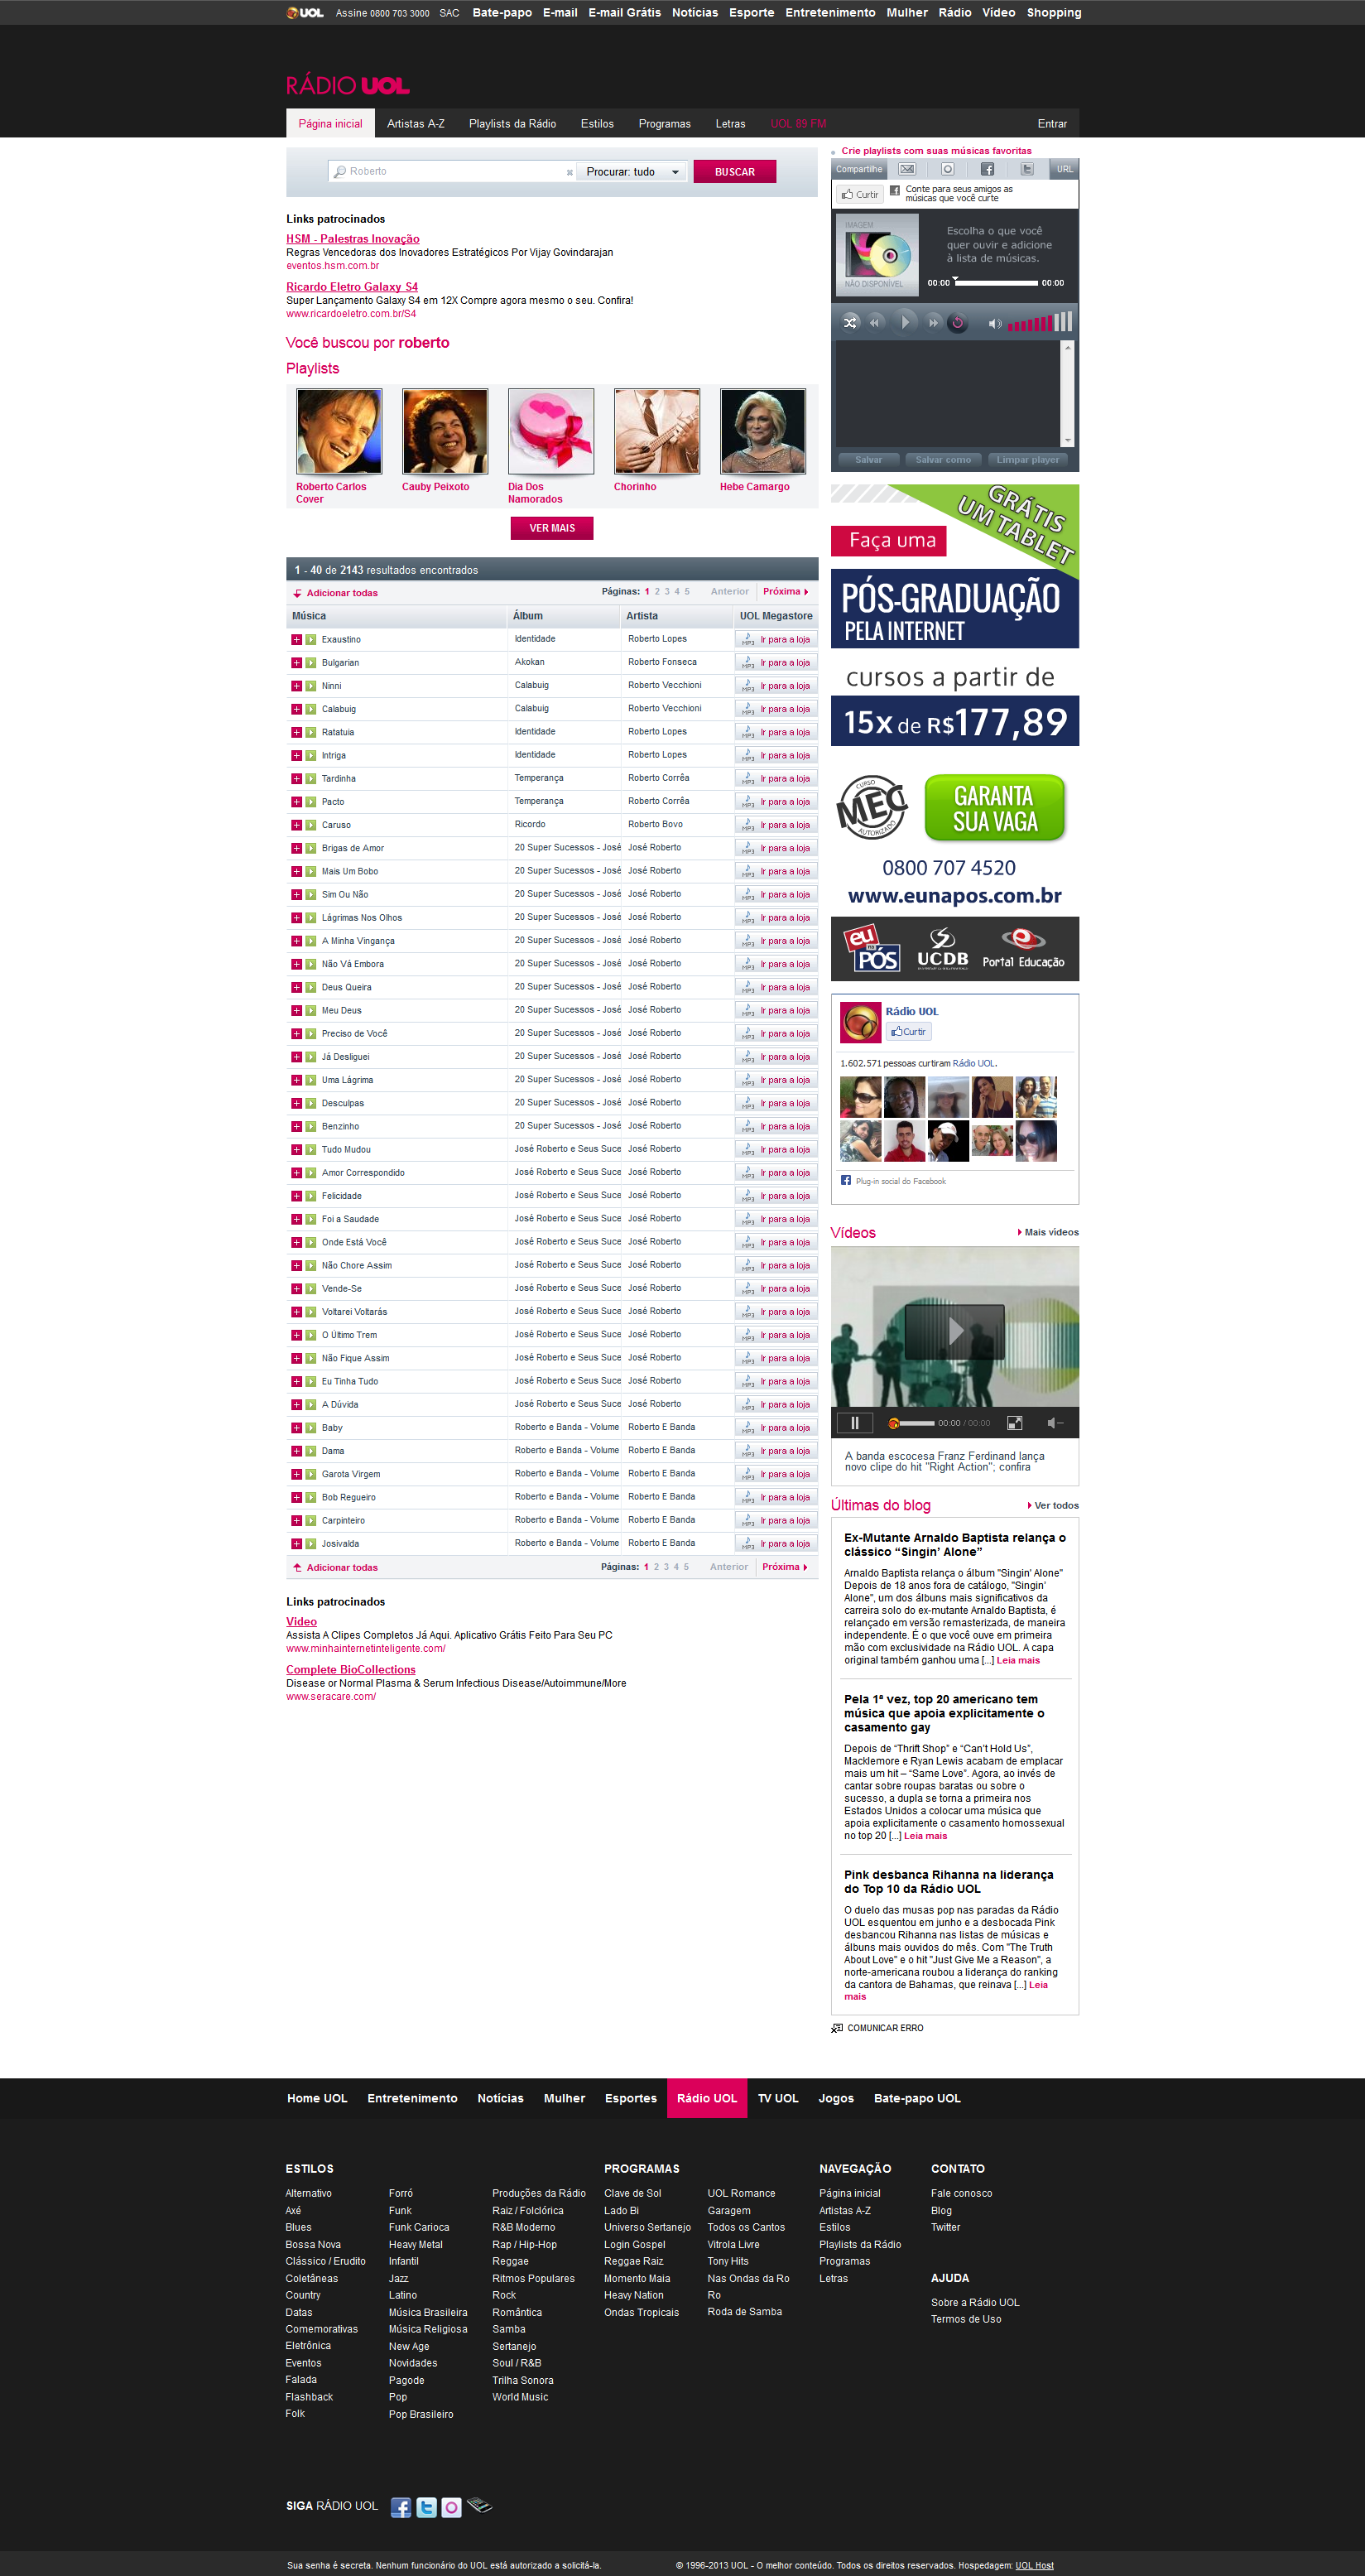 UOL Assine 0800 703 3000 SAC Bate-papo E-mail E-mail Grátis Notícias Esporte Entretenimento Mulher Rádio Vídeo Shopping
RÁDIO UOL
Página inicial Artistas A-Z Playlists da Rádio Estilos Programas Letras UOL 89 FM Entrar
Roberto Procurar: tudo BUSCAR
Links patrocinados
HSM - Palestras Inovação
Regras Vencedoras dos Inovadores Estratégicos Por Vijay Govindarajan
eventos.hsm.com.br
Ricardo Eletro Galaxy S4
Super Lançamento Galaxy S4 em 12X Compre agora mesmo o seu. Confira!
www.ricardoeletro.com.br/S4
Você buscou por roberto
Playlists
Roberto Carlos Cover
Cauby Peixoto
Dia Dos Namorados
Chorinho
Hebe Camargo
VER MAIS
1 - 40 de 2143 resultados encontrados
Adicionar todas Páginas: 1 2 3 4 5 Anterior Próxima
Música Álbum Artista UOL Megastore
Exaustino Identidade Roberto Lopes MP3 Ir para a loja
Bulgarian Akokan Roberto Fonseca MP3 Ir para a loja
Ninni Calabuig Roberto Vecchioni MP3 Ir para a loja
Calabuig Calabuig Roberto Vecchioni MP3 Ir para a loja
Ratatuia Identidade Roberto Lopes MP3 Ir para a loja
Intriga Identidade Roberto Lopes MP3 Ir para a loja
Tardinha Temperança Roberto Corrêa MP3 Ir para a loja
Pacto Temperança Roberto Corrêa MP3 Ir para a loja
Caruso Ricordo Roberto Bovo MP3 Ir para a loja
Brigas de Amor 20 Super Sucessos - José José Roberto MP3 Ir para a loja
Mais Um Bobo 20 Super Sucessos - José José Roberto MP3 Ir para a loja
Sim Ou Não 20 Super Sucessos - José José Roberto MP3 Ir para a loja
Lágrimas Nos Olhos 20 Super Sucessos - José José Roberto MP3 Ir para a loja
A Minha Vingança 20 Super Sucessos - José José Roberto MP3 Ir para a loja
Não Vá Embora 20 Super Sucessos - José José Roberto MP3 Ir para a loja
Deus Queira 20 Super Sucessos - José José Roberto MP3 Ir para a loja
Meu Deus 20 Super Sucessos - José José Roberto MP3 Ir para a loja
Preciso de Você 20 Super Sucessos - José José Roberto MP3 Ir para a loja
Já Desliguei 20 Super Sucessos - José José Roberto MP3 Ir para a loja
Uma Lágrima 20 Super Sucessos - José José Roberto MP3 Ir para a loja
Desculpas 20 Super Sucessos - José José Roberto MP3 Ir para a loja
Benzinho 20 Super Sucessos - José José Roberto MP3 Ir para a loja
Tudo Mudou José Roberto e Seus Suce José Roberto MP3 Ir para a loja
Amor Correspondido José Roberto e Seus Suce José Roberto MP3 Ir para a loja
Felicidade José Roberto e Seus Suce José Roberto MP3 Ir para a loja
Foi a Saudade José Roberto e Seus Suce José Roberto MP3 Ir para a loja
Onde Está Você José Roberto e Seus Suce José Roberto MP3 Ir para a loja
Não Chore Assim José Roberto e Seus Suce José Roberto MP3 Ir para a loja
Vende-Se José Roberto e Seus Suce José Roberto MP3 Ir para a loja
Voltarei Voltarás José Roberto e Seus Suce José Roberto MP3 Ir para a loja
O Último Trem José Roberto e Seus Suce José Roberto MP3 Ir para a loja
Não Fique Assim José Roberto e Seus Suce José Roberto MP3 Ir para a loja
Eu Tinha Tudo José Roberto e Seus Suce José Roberto MP3 Ir para a loja
A Dúvida José Roberto e Seus Suce José Roberto MP3 Ir para a loja
Baby Roberto e Banda - Volume Roberto E Banda MP3 Ir para a loja
Dama Roberto e Banda - Volume Roberto E Banda MP3 Ir para a loja
Garota Virgem Roberto e Banda - Volume Roberto E Banda MP3 Ir para a loja
Bob Regueiro Roberto e Banda - Volume Roberto E Banda MP3 Ir para a loja
Carpinteiro Roberto e Banda - Volume Roberto E Banda MP3 Ir para a loja
Josivalda Roberto e Banda - Volume Roberto E Banda MP3 Ir para a loja
Adicionar todas Páginas: 1 2 3 4 5 Anterior Próxima
Links patrocinados
Video
Assista A Clipes Completos Já Aqui. Aplicativo Grátis Feito Para Seu PC
www.minhainternetinteligente.com/
Complete BioCollections
Disease or Normal Plasma & Serum Infectious Disease/Autoimmune/More
www.seracare.com/
Crie playlists com suas músicas favoritas
Compartilhe URL
Curtir Conte para seus amigos as
músicas que você curte
IMAGEM
NÃO DISPONÍVEL
Escolha o que você
quer ouvir e adicione
à lista de músicas.
00:00 00:00
Salvar Salvar como Limpar player
GRÁTIS
UM TABLET
Faça uma
PÓS-GRADUAÇÃO
PELA INTERNET
cursos a partir de
15x DE R$177,89
CURSO MEC AUTORIZADO
GARANTA
SUA VAGA
0800 707 4520
www.eunapos.com.br
eu na PÓS UCDB Portal Educação
Rádio UOL
Curtir
1.602.571 pessoas curtiram Rádio UOL.
Plug-in social do Facebook
Vídeos Mais vídeos
00:00 / 00:00
A banda escocesa Franz Ferdinand lança
novo clipe do hit "Right Action"; confira
Últimas do blog Ver todos
Ex-Mutante Arnaldo Baptista relança o
clássico “Singin’ Alone”
Arnaldo Baptista relança o álbum "Singin' Alone"
Depois de 18 anos fora de catálogo, "Singin'
Alone", um dos álbuns mais significativos da
carreira solo do ex-mutante Arnaldo Baptista, é
relançado em versão remasterizada, de maneira
independente. É o que você ouve em primeira
mão com exclusividade na Rádio UOL. A capa
original também ganhou uma [...] Leia mais
Pela 1ª vez, top 20 americano tem
música que apoia explicitamente o
casamento gay
Depois de “Thrift Shop” e “Can’t Hold Us”,
Macklemore e Ryan Lewis acabam de emplacar
mais um hit – “Same Love”. Agora, ao invés de
cantar sobre roupas baratas ou sobre o
sucesso, a dupla se torna a primeira nos
Estados Unidos a colocar uma música que
apoia explicitamente o casamento homossexual
no top 20 [...] Leia mais
Pink desbanca Rihanna na liderança
do Top 10 da Rádio UOL
O duelo das musas pop nas paradas da Rádio
UOL esquentou em junho e a desbocada Pink
desbancou Rihanna nas listas de músicas e
álbuns mais ouvidos do mês. Com "The Truth
About Love" e o hit "Just Give Me a Reason", a
norte-americana roubou a liderança do ranking
da cantora de Bahamas, que reinava [...] Leia
mais
COMUNICAR ERRO
Home UOL Entretenimento Notícias Mulher Esportes Rádio UOL TV UOL Jogos Bate-papo UOL
ESTILOS
Alternativo
Axé
Blues
Bossa Nova
Clássico / Erudito
Coletâneas
Country
Datas
Comemorativas
Eletrônica
Eventos
Falada
Flashback
Folk
Forró
Funk
Funk Carioca
Heavy Metal
Infantil
Jazz
Latino
Música Brasileira
Música Religiosa
New Age
Novidades
Pagode
Pop
Pop Brasileiro
Produções da Rádio
Raiz / Folclórica
R&B Moderno
Rap / Hip-Hop
Reggae
Ritmos Populares
Rock
Romântica
Samba
Sertanejo
Soul / R&B
Trilha Sonora
World Music
PROGRAMAS
Clave de Sol
Lado Bi
Universo Sertanejo
Login Gospel
Reggae Raiz
Momento Maia
Heavy Nation
Ondas Tropicais
UOL Romance
Garagem
Todos os Cantos
Vitrola Livre
Tony Hits
Nas Ondas da Ro
Ro
Roda de Samba
NAVEGAÇÃO
Página inicial
Artistas A-Z
Estilos
Playlists da Rádio
Programas
Letras
CONTATO
Fale conosco
Blog
Twitter
AJUDA
Sobre a Rádio UOL
Termos de Uso
SIGA RÁDIO UOL
Sua senha é secreta. Nenhum funcionário do UOL está autorizado a solicitá-la. © 1996-2013 UOL - O melhor conteúdo. Todos os direitos reservados. Hospedagem: UOL Host